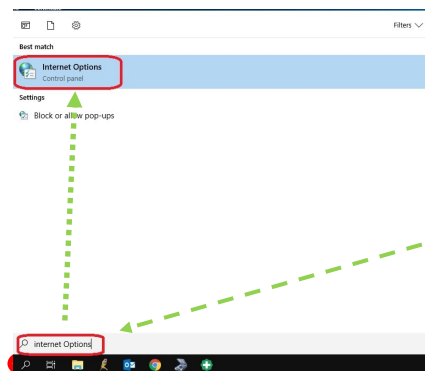 Filters
Best match
Internet Options
Control panel
Settings
Block or allow pop-ups
internet Options